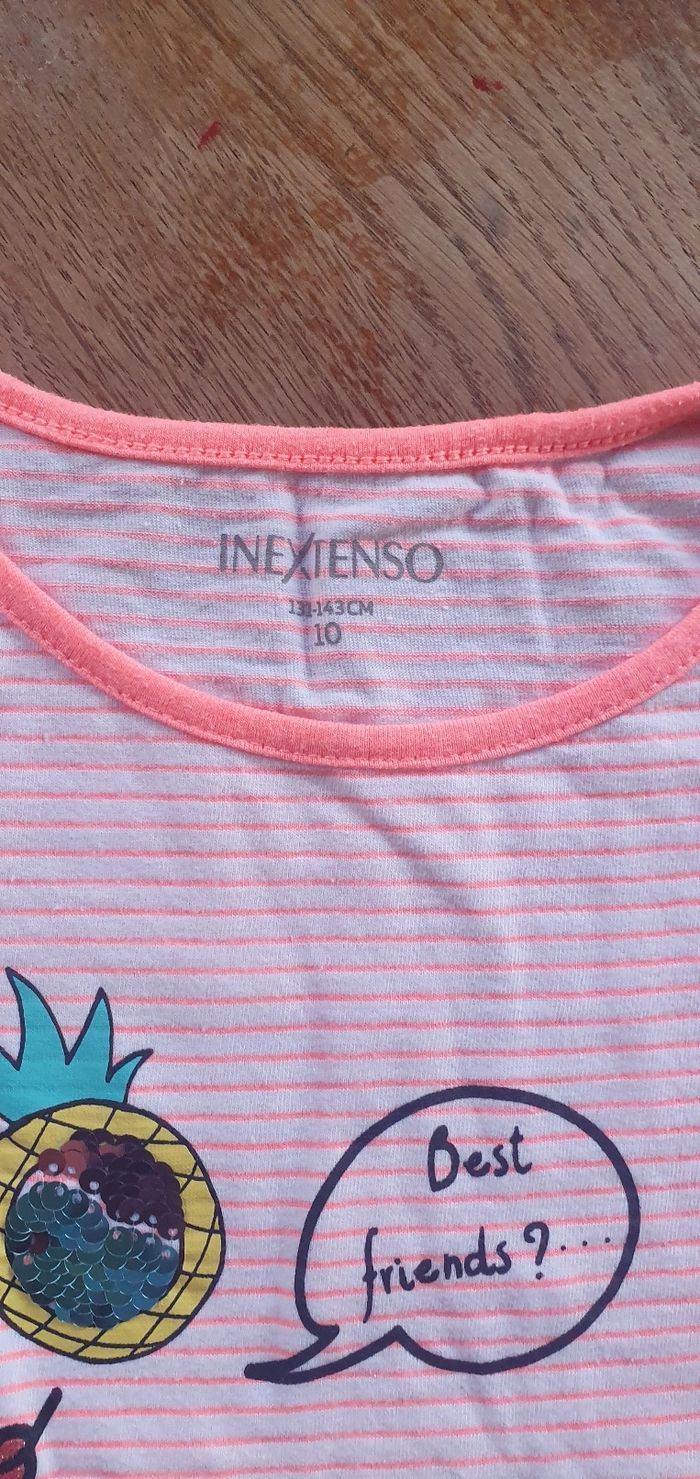 INEXTENSO
131-143CM
10
Best
friends?...